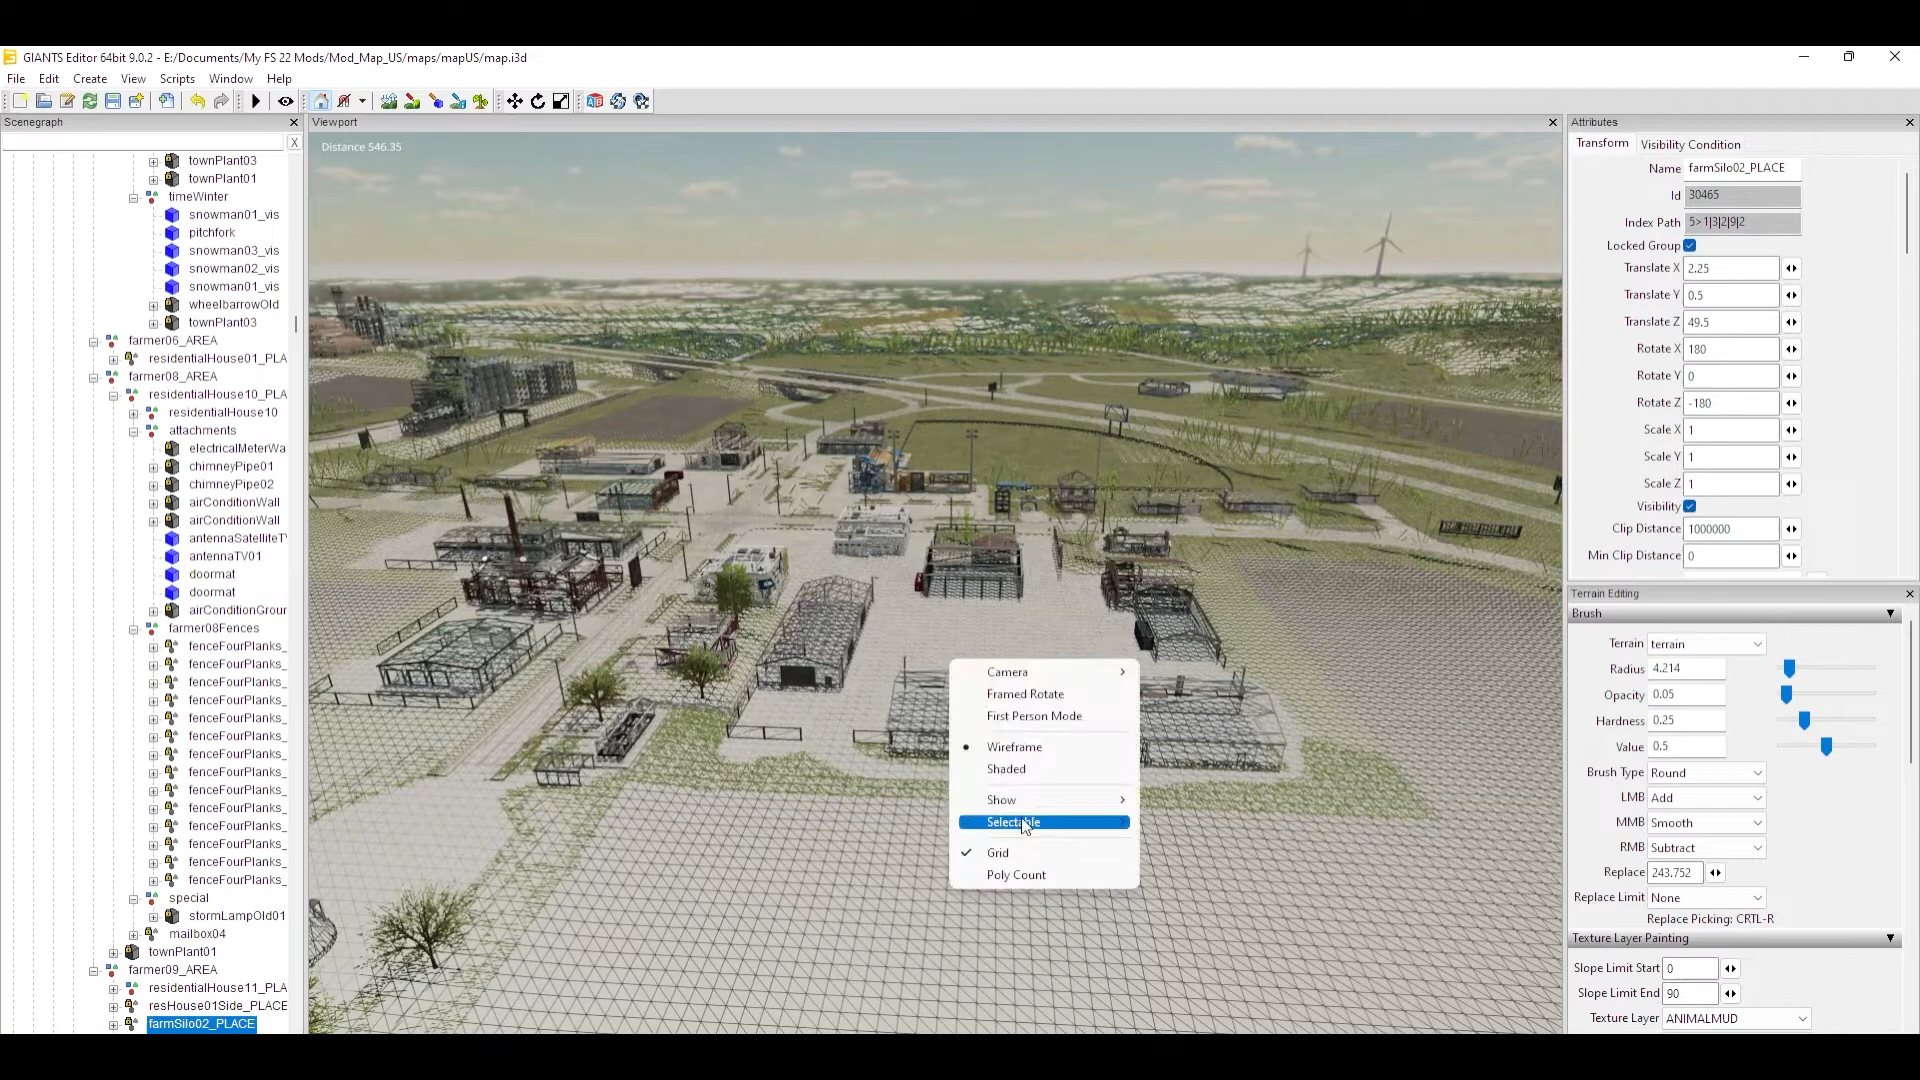 GIANTS Editor 64bit 9.0.2 - E:/Documents/My FS 22 Mods/Mod_Map_US/maps/mapUS/map.i3d
File Edit Create View Scripts Window Help
Scenegraph
X
townPlant03
townPlant01
timeWinter
snowman01_vis
pitchfork
snowman03_vis
snowman02_vis
snowman01_vis
wheelbarrowOld
townPlant03
farmer06_AREA
residentialHouse01_PLA
farmer08_AREA
residentialHouse10_PLA
residentialHouse10
attachments
electricalMeterWa
chimneyPipe01
chimneyPipe02
airConditionWall
airConditionWall
antennaSatelliteT
antennaTV01
doormat
doormat
airConditionGrour
farmer08Fences
fenceFourPlanks_
fenceFourPlanks_
fenceFourPlanks_
fenceFourPlanks_
fenceFourPlanks_
fenceFourPlanks_
fenceFourPlanks_
fenceFourPlanks_
fenceFourPlanks_
fenceFourPlanks_
fenceFourPlanks_
fenceFourPlanks_
fenceFourPlanks_
fenceFourPlanks_
special
stormLampOld01
mailbox04
townPlant01
farmer09_AREA
residentialHouse11_PLA
resHouse01Side_PLACE
farmSilo02_PLACE
Viewport
Distance 546.35
Camera
Framed Rotate
First Person Mode
Wireframe
Shaded
Show
Selectable
Grid
Poly Count
Attributes
Transform Visibility Condition
Name farmSilo02_PLACE
Id 30465
Index Path 5>1|3|2|9|2
Locked Group
Translate X 2.25
Translate Y 0.5
Translate Z 49.5
Rotate X 180
Rotate Y 0
Rotate Z -180
Scale X 1
Scale Y 1
Scale Z 1
Visibility
Clip Distance 1000000
Min Clip Distance 0
Terrain Editing
Brush
Terrain terrain
Radius 4.214
Opacity 0.05
Hardness 0.25
Value 0.5
Brush Type Round
LMB Add
MMB Smooth
RMB Subtract
Replace 243.752
Replace Limit None
Replace Picking: CRTL-R
Texture Layer Painting
Slope Limit Start 0
Slope Limit End 90
Texture Layer ANIMALMUD